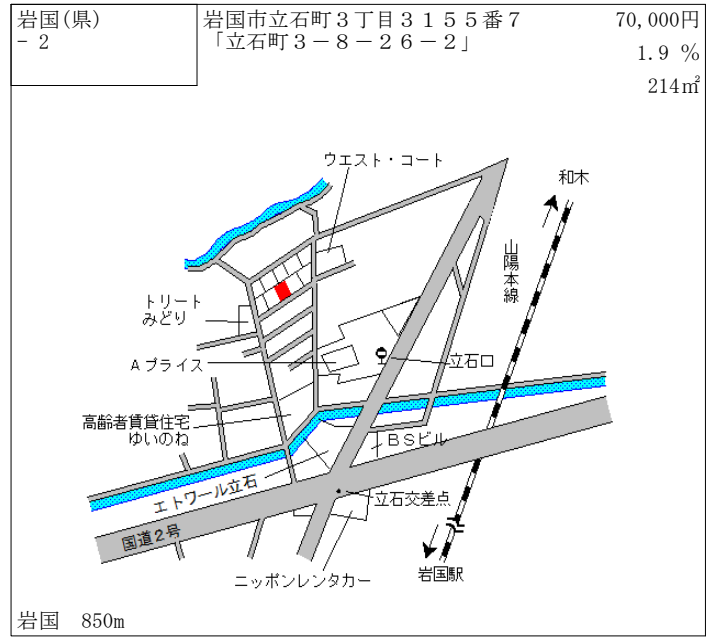 岩国(県)
－２
岩国市立石町３丁目３１５５番７
「立石町３－８－２６－２」
70,000円
1.9 %
214㎡
ウエスト・コート
和木
山陽本線
トリート
みどり
Ａプライス
立石口
高齢者賃貸住宅
ゆいのね
ＢＳビル
エトワール立石
立石交差点
国道2号
ニッポンレンタカー
岩国駅
岩国　850m